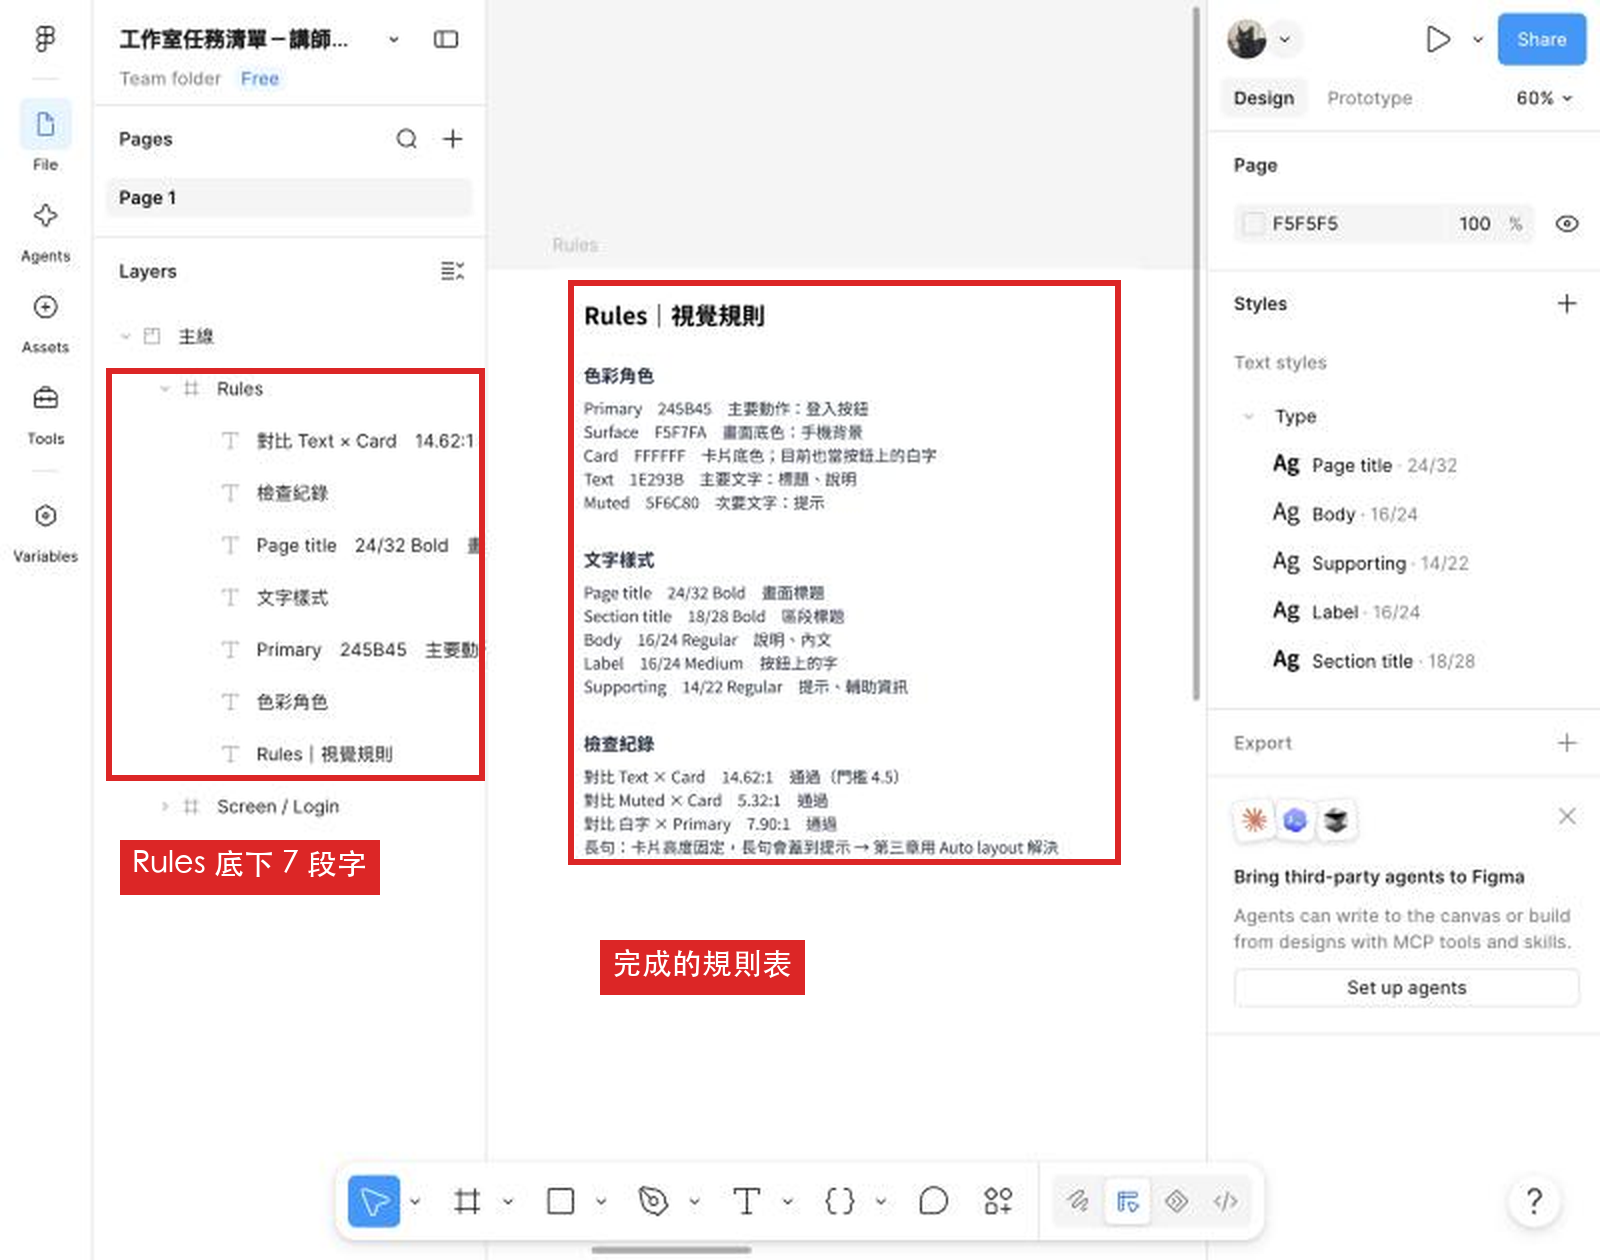 工作室任務清單－講師...
Team folder Free
File
Agents
Assets
Tools
Variables
Pages
Page 1
Layers
主線
Rules
對比 Text × Card 14.62:1
檢查紀錄
Page title 24/32 Bold
文字樣式
Primary 245B45 主要動
色彩角色
Rules｜視覺規則
Screen / Login
Rules 底下 7 段字
Rules
Rules｜視覺規則
色彩角色
Primary 245B45 主要動作：登入按鈕
Surface F5F7FA 畫面底色：手機背景
Card FFFFFF 卡片底色；目前也當按鈕上的白字
Text 1E293B 主要文字：標題、說明
Muted 5F6C80 次要文字：提示
文字樣式
Page title 24/32 Bold 畫面標題
Section title 18/28 Bold 區段標題
Body 16/24 Regular 說明、內文
Label 16/24 Medium 按鈕上的字
Supporting 14/22 Regular 提示、輔助資訊
檢查紀錄
對比 Text × Card 14.62:1 通過（門檻 4.5）
對比 Muted × Card 5.32:1 通過
對比 白字 × Primary 7.90:1 通過
長句：卡片高度固定，長句會蓋到提示 → 第三章用 Auto layout 解決
完成的規則表
Share
Design Prototype 60%
Page
F5F5F5 100 %
Styles
Text styles
Type
Ag Page title · 24/32
Ag Body · 16/24
Ag Supporting · 14/22
Ag Label · 16/24
Ag Section title · 18/28
Export
Bring third-party agents to Figma
Agents can write to the canvas or build
from designs with MCP tools and skills.
Set up agents
?